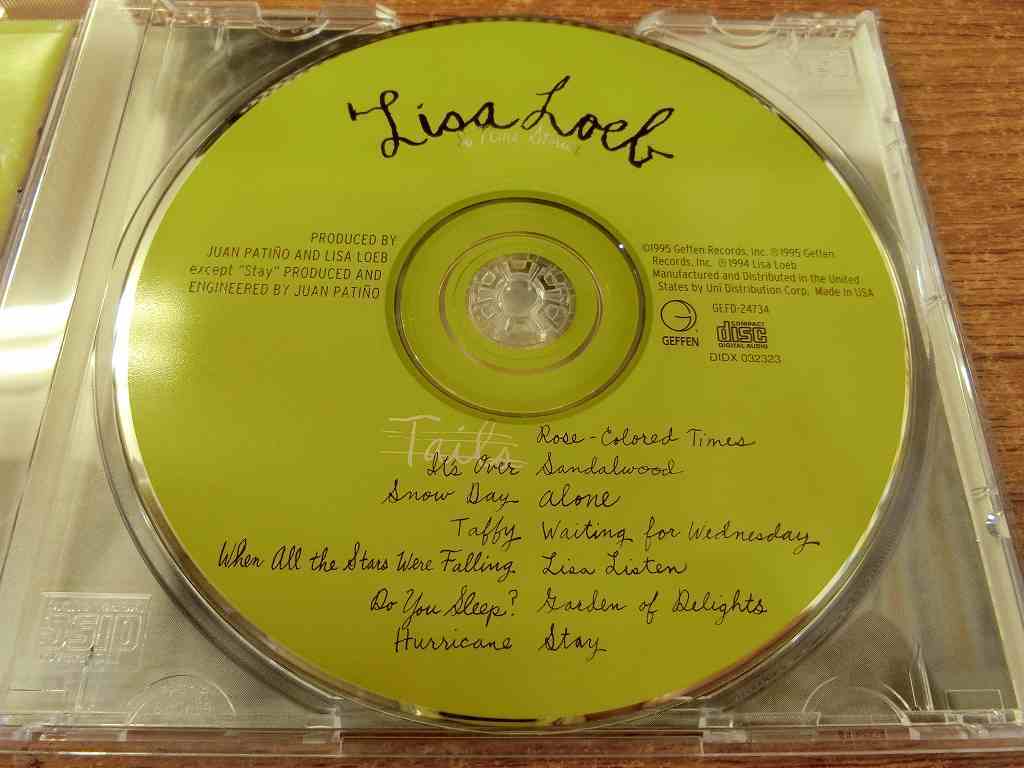 Lisa Loeb
& Nine Stories
PRODUCED BY
JUAN PATIÑO AND LISA LOEB
except "Stay" PRODUCED AND
ENGINEERED BY JUAN PATIÑO
©1995 Geffen Records, Inc. ℗1995 Geffen
Records, Inc. ℗1994 Lisa Loeb
Manufactured and Distributed in the United
States by Uni Distribution Corp. Made in USA
GEFD-24734
G
GEFFEN
COMPACT
disc
DIGITAL AUDIO
DIDX 032323
Tails
It's Over
Snow Day
Taffy
When All the Stars Were Falling
Do You Sleep?
Hurricane
Rose-Colored Times
Sandalwood
Alone
Waiting for Wednesday
Lisa Listen
Garden of Delights
Stay